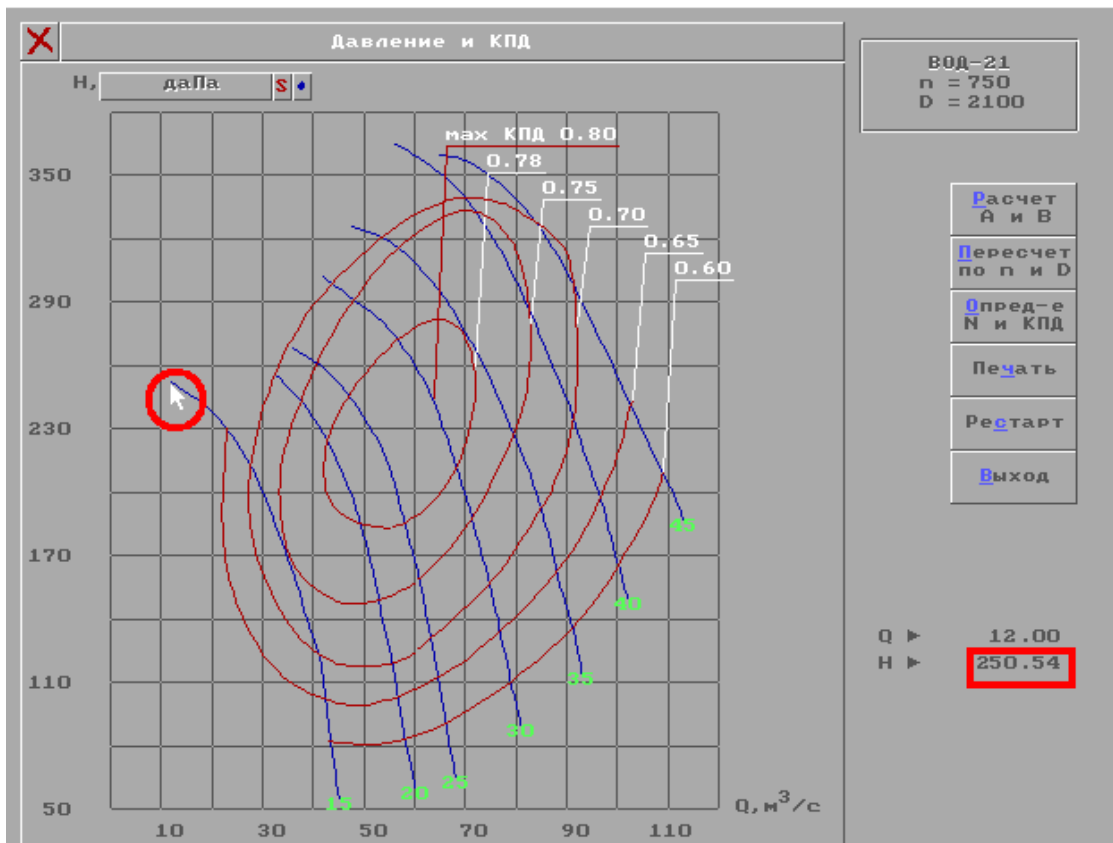 Давление и КПД
Н, даПа S
ВОД-21
n = 750
D = 2100
max КПД 0.80
0.78
0.75
0.70
0.65
0.60
350
290
230
170
110
50
Расчет
А и В
Пересчет
по n и D
Опред-е
N и КПД
Печать
Рестарт
Выход
45
40
35
30
25
20
15
Q ► 12.00
H ► 250.54
10 30 50 70 90 110
Q,м³/с